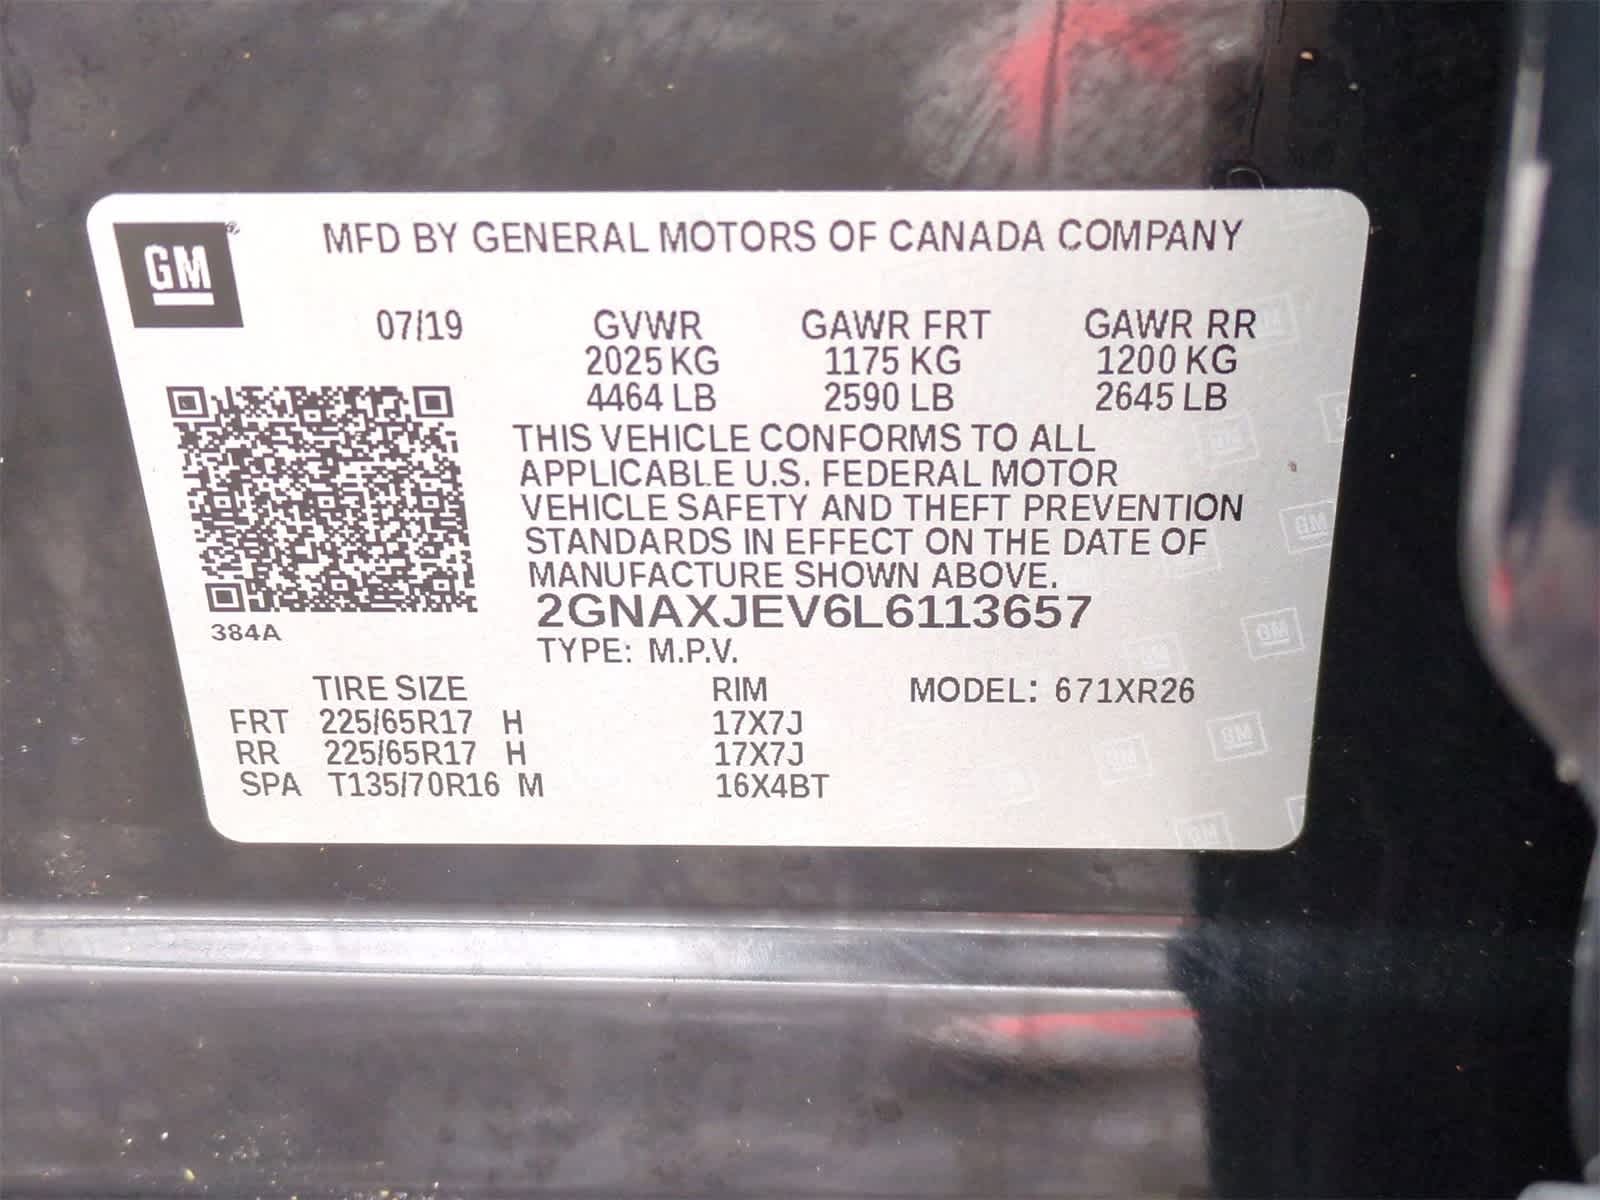 GM
MFD BY GENERAL MOTORS OF CANADA COMPANY
07/19 GVWR GAWR FRT GAWR RR
2025 KG 1175 KG 1200 KG
4464 LB 2590 LB 2645 LB
THIS VEHICLE CONFORMS TO ALL
APPLICABLE U.S. FEDERAL MOTOR
VEHICLE SAFETY AND THEFT PREVENTION
STANDARDS IN EFFECT ON THE DATE OF
MANUFACTURE SHOWN ABOVE.
2GNAXJEV6L6113657
384A
TYPE: M.P.V.
TIRE SIZE RIM MODEL: 671XR26
FRT 225/65R17 H 17X7J
RR 225/65R17 H 17X7J
SPA T135/70R16 M 16X4BT